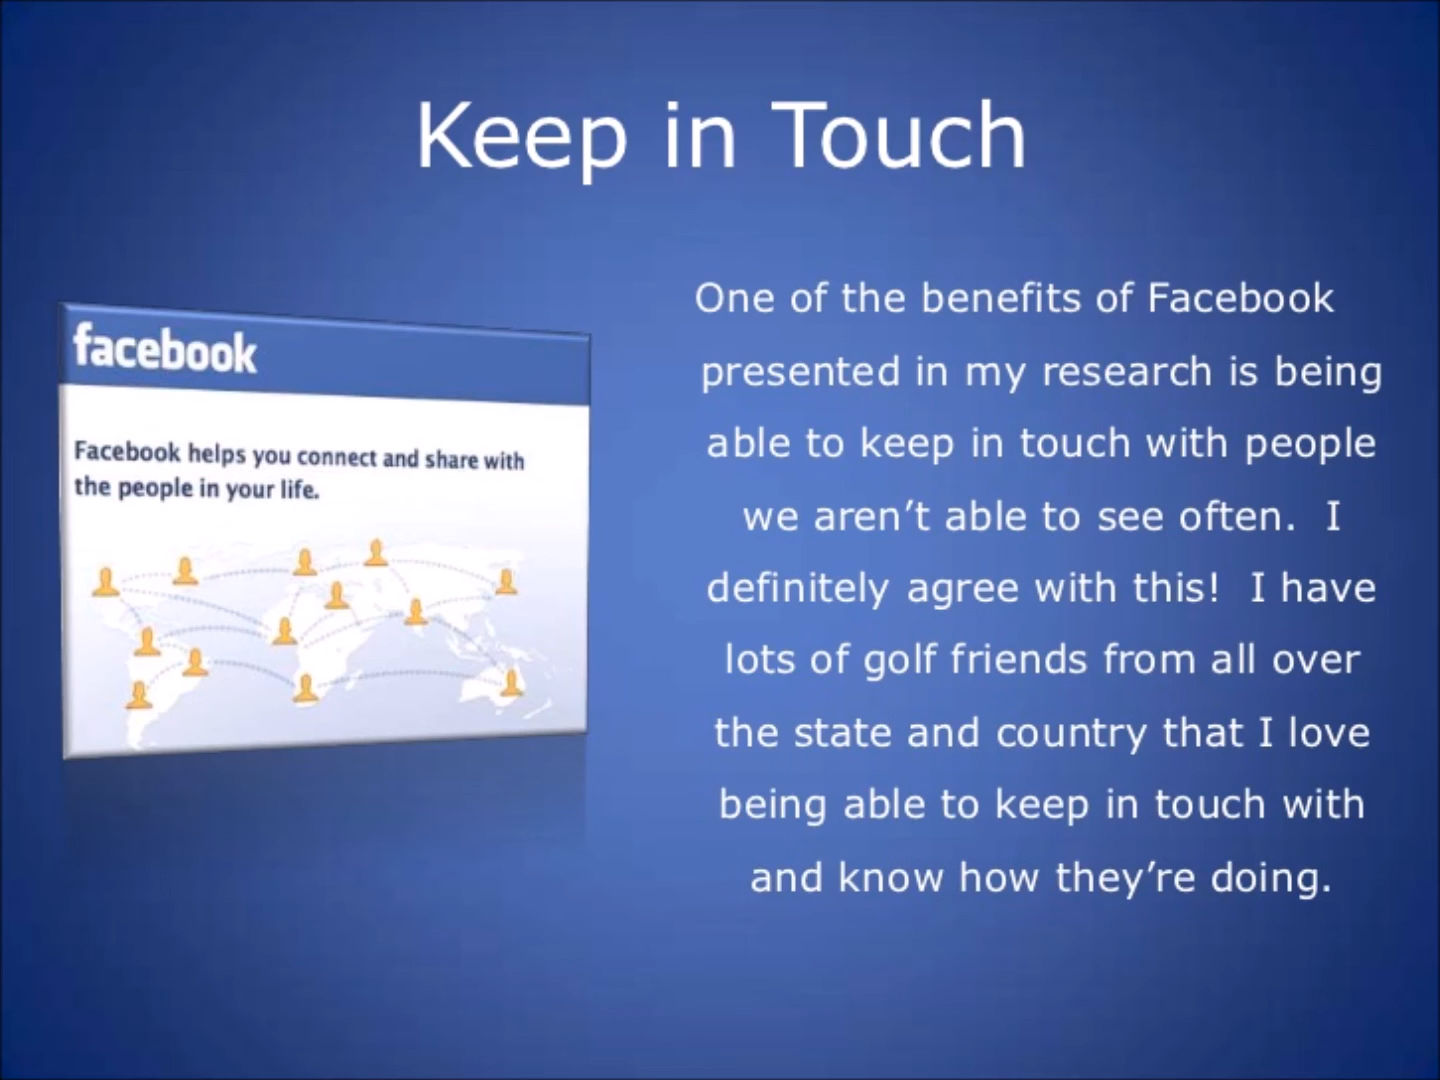 Keep in Touch
facebook
Facebook helps you connect and share with
the people in your life.
One of the benefits of Facebook
presented in my research is being
able to keep in touch with people
we aren’t able to see often.  I
definitely agree with this!  I have
lots of golf friends from all over
the state and country that I love
being able to keep in touch with
and know how they’re doing.